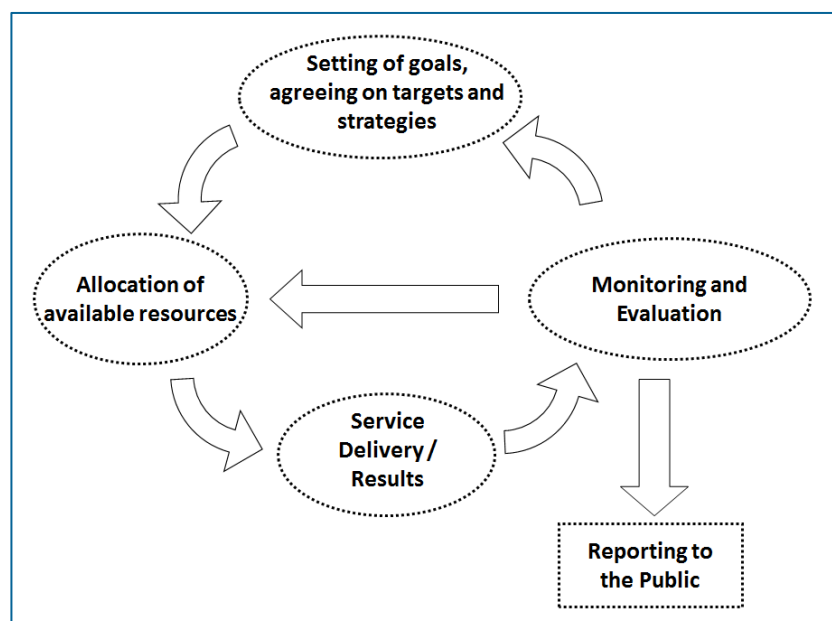 Setting of goals,
agreeing on targets and
strategies
Allocation of
available resources
Monitoring and
Evaluation
Service
Delivery /
Results
Reporting to
the Public